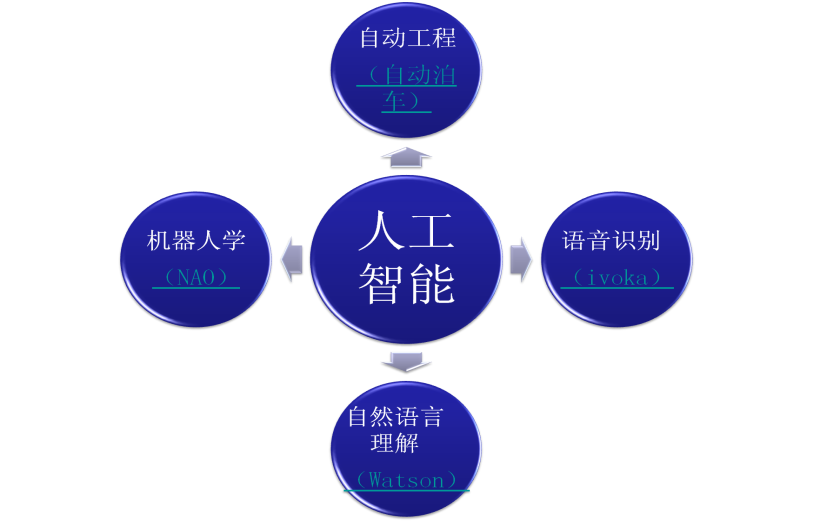 自动工程
（自动泊
车）
机器人学
（NAO）
人工
智能
语音识别
（ivoka）
自然语言
理解
（Watson）